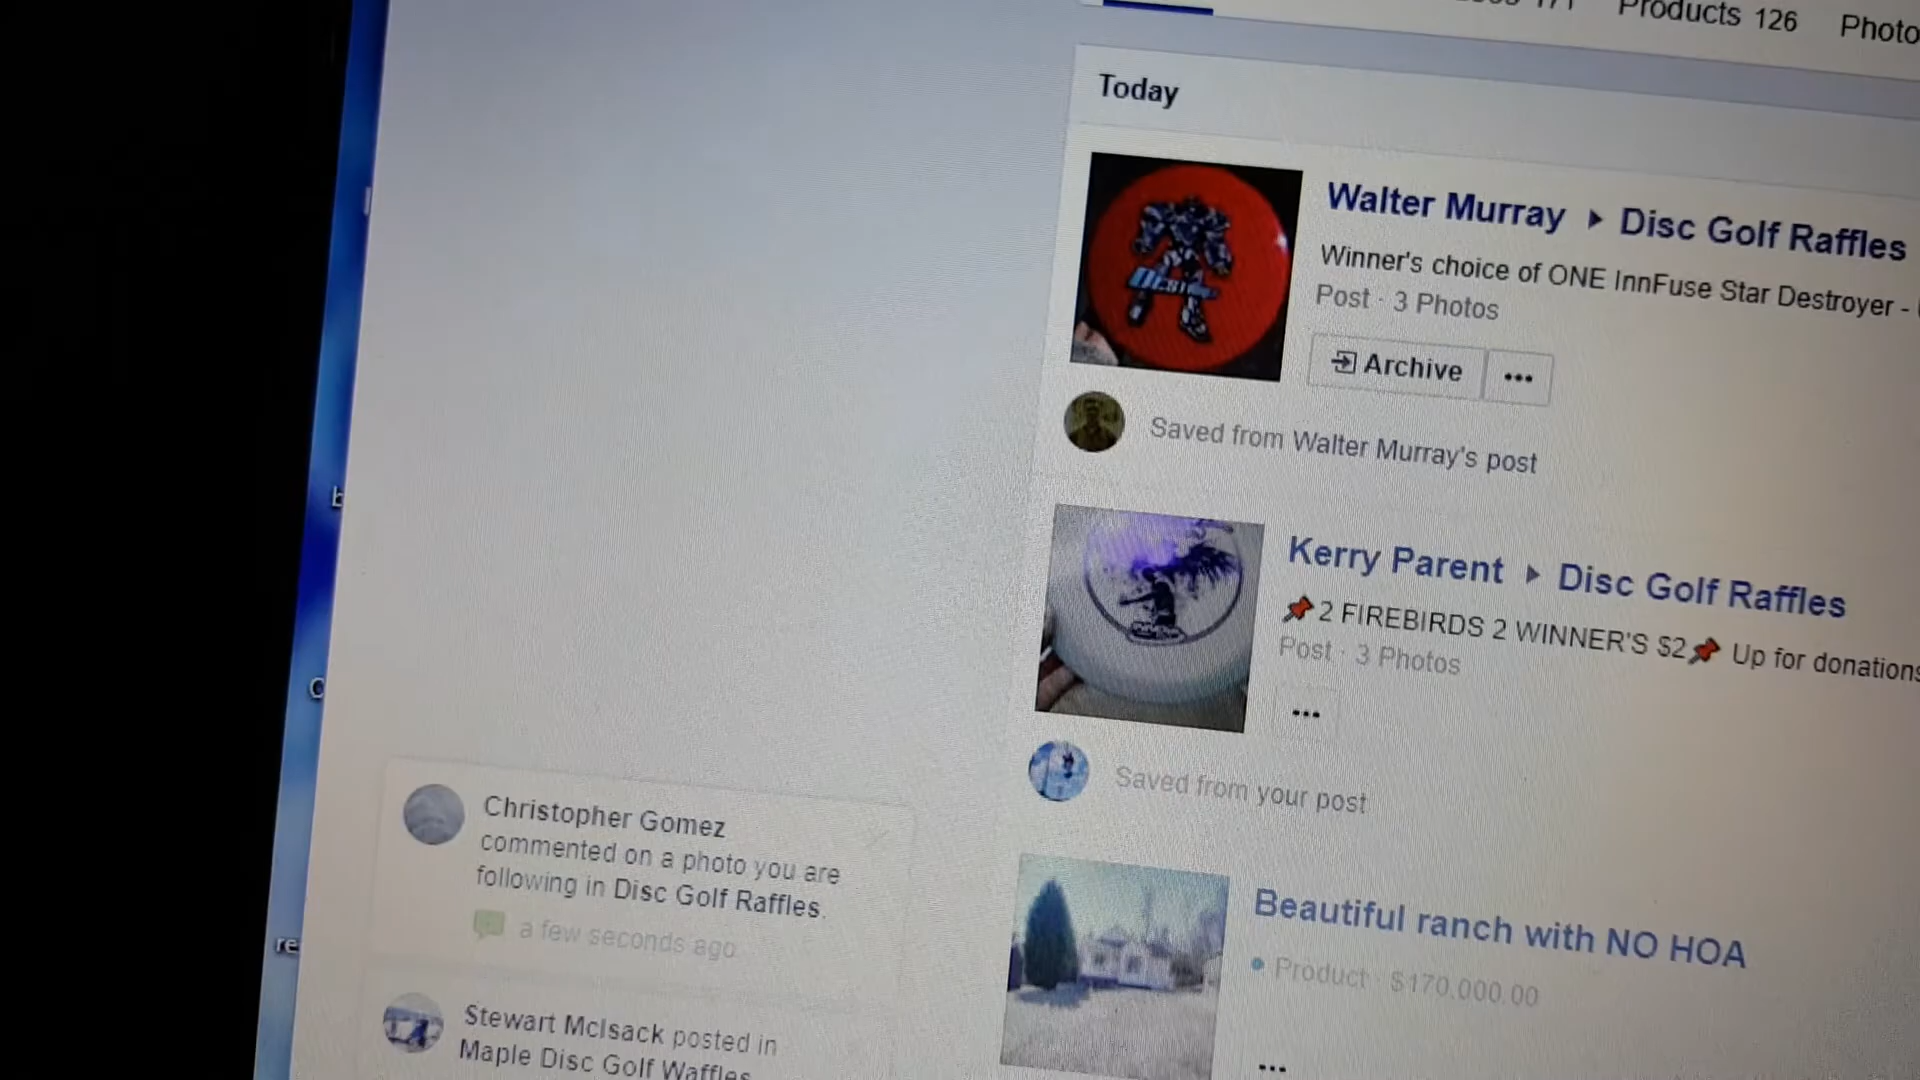 Products 126 Photo
Today
Walter Murray ▸ Disc Golf Raffles
Winner's choice of ONE InnFuse Star Destroyer -
Post · 3 Photos
Archive ...
Saved from Walter Murray's post
Kerry Parent ▸ Disc Golf Raffles
📌2 FIREBIRDS 2 WINNER'S $2📌 Up for donations
Post · 3 Photos
...
Saved from your post
Beautiful ranch with NO HOA
Product · $170,000.00
...
Christopher Gomez
commented on a photo you are
following in Disc Golf Raffles.
a few seconds ago
Stewart McIsack posted in
Maple Disc Golf Waffles
re